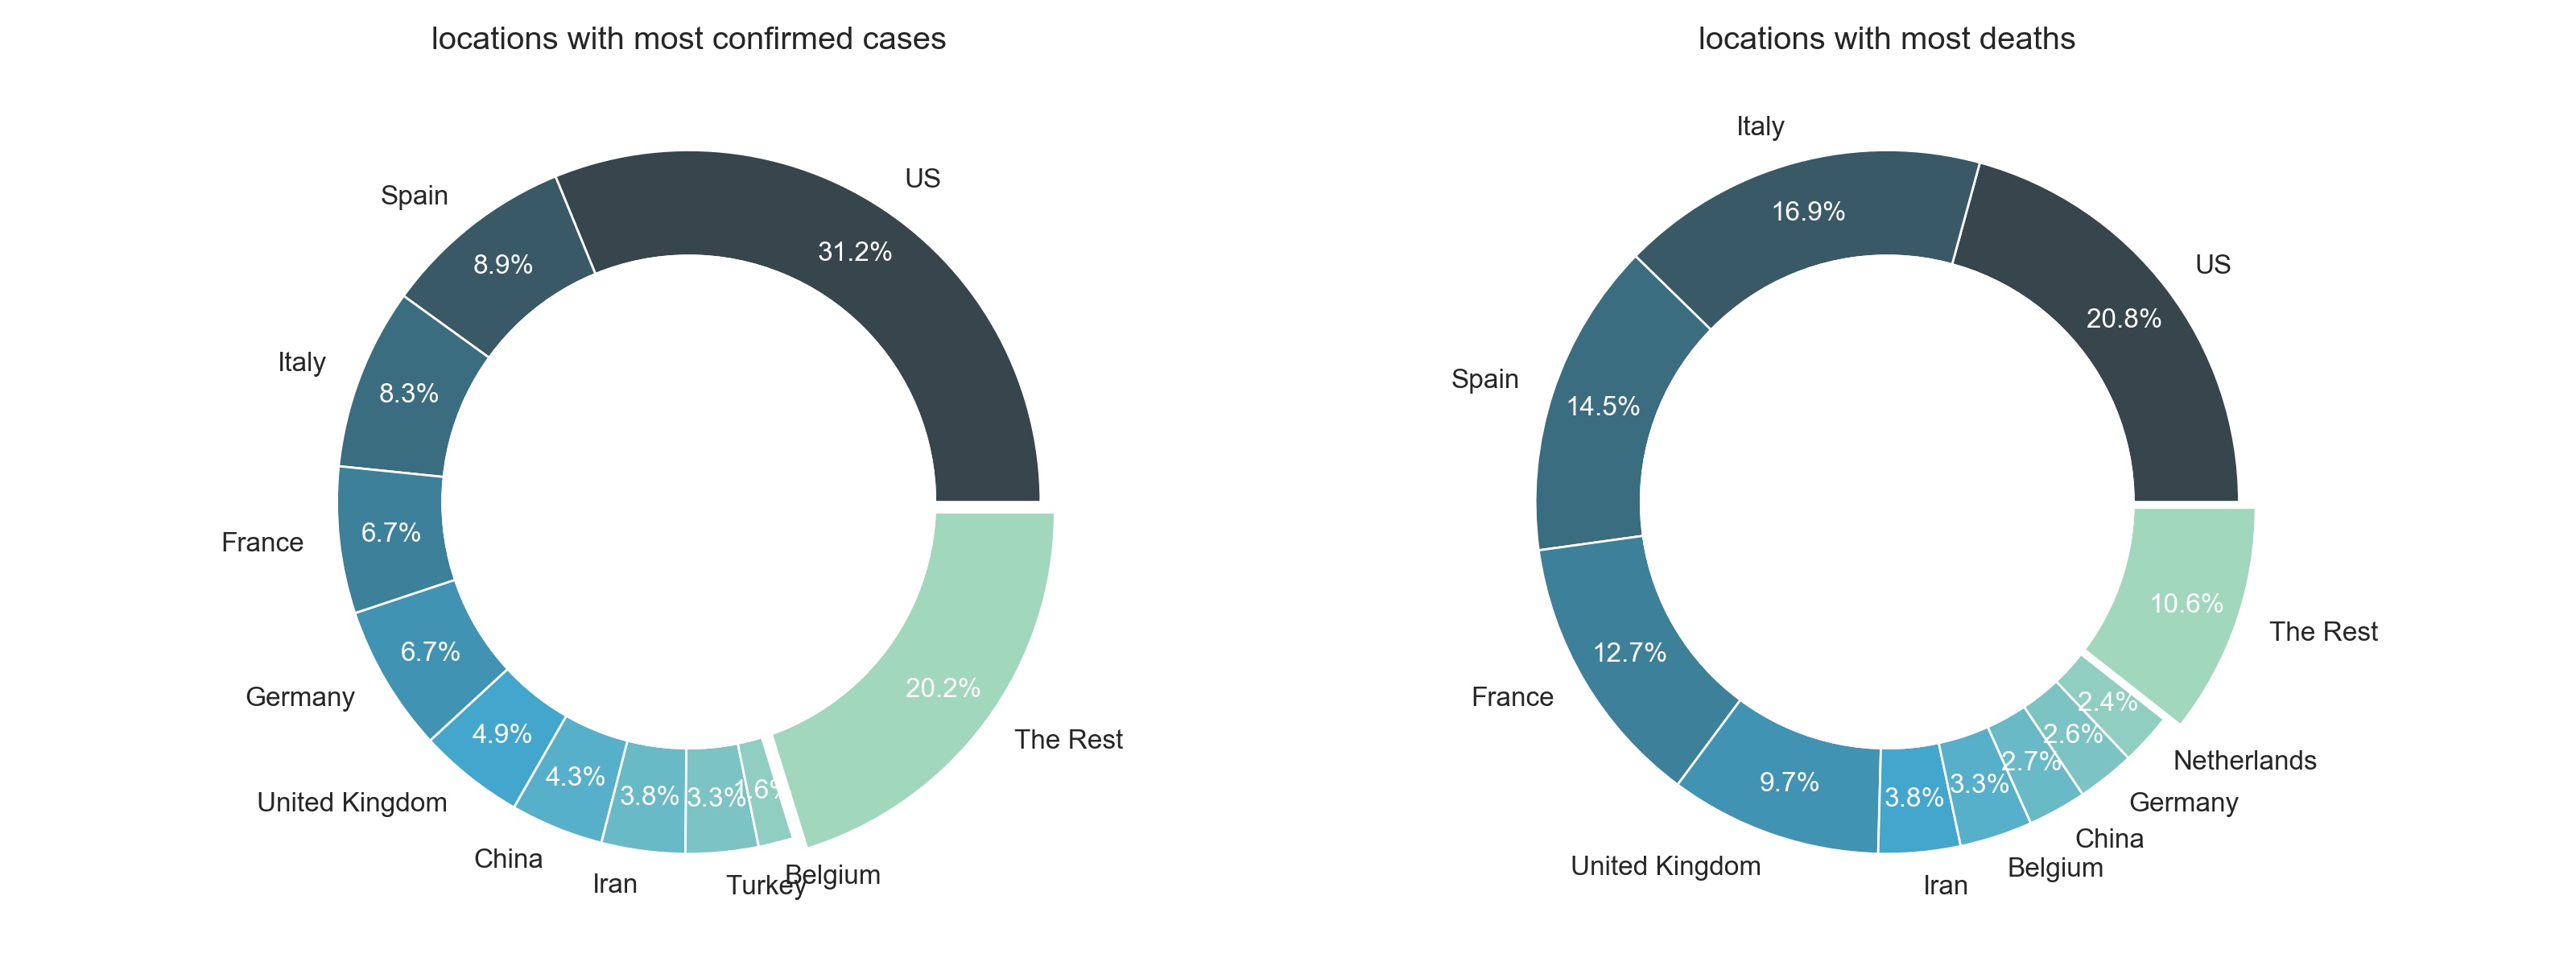 locations with most confirmed cases
US
31.2%
Spain
8.9%
Italy
8.3%
France
6.7%
Germany
6.7%
United Kingdom
4.9%
China
4.3%
Iran
3.8%
Turkey
3.3%
Belgium
The Rest
20.2%
locations with most deaths
US
20.8%
Italy
16.9%
Spain
14.5%
France
12.7%
United Kingdom
9.7%
Iran
3.8%
Belgium
3.3%
China
2.7%
Germany
2.6%
Netherlands
2.4%
The Rest
10.6%